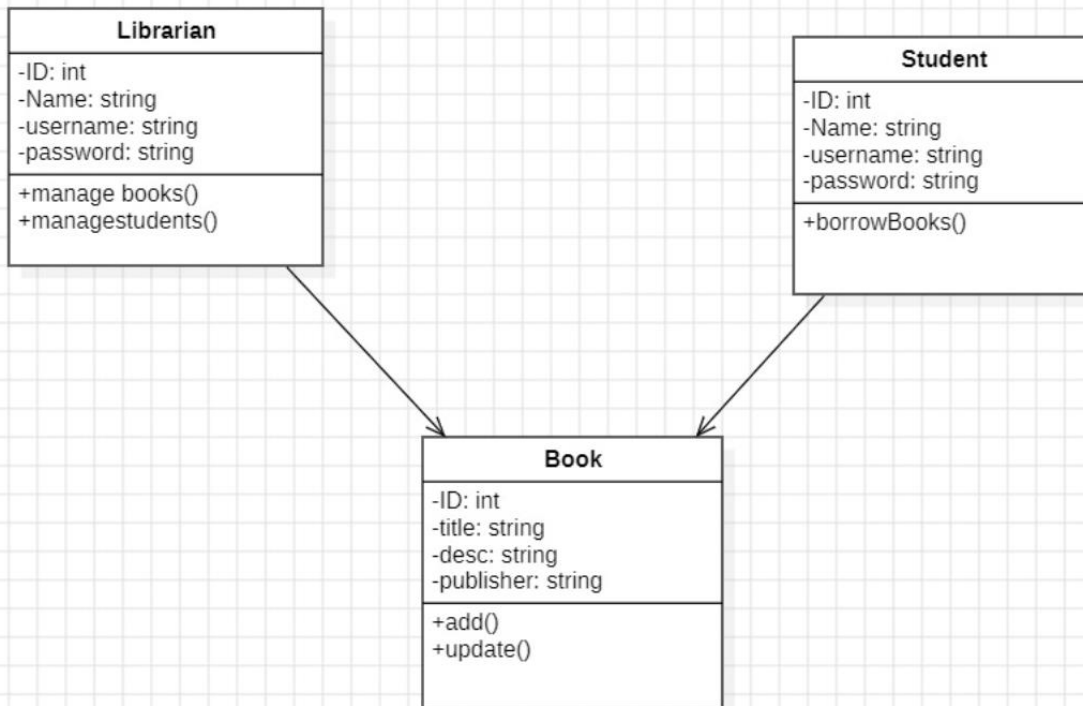 Librarian
-ID: int
-Name: string
-username: string
-password: string
+manage books()
+managestudents()
Student
-ID: int
-Name: string
-username: string
-password: string
+borrowBooks()
Book
-ID: int
-title: string
-desc: string
-publisher: string
+add()
+update()